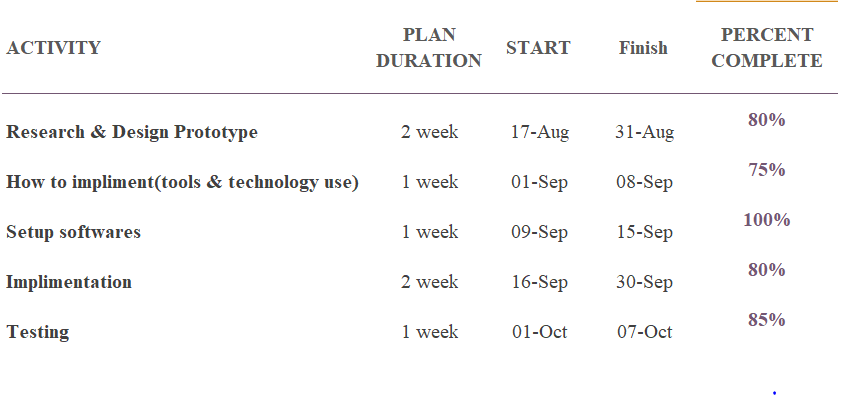 ACTIVITY PLAN DURATION START Finish PERCENT COMPLETE
Research & Design Prototype 2 week 17-Aug 31-Aug 80%
How to impliment(tools & technology use) 1 week 01-Sep 08-Sep 75%
Setup softwares 1 week 09-Sep 15-Sep 100%
Implimentation 2 week 16-Sep 30-Sep 80%
Testing 1 week 01-Oct 07-Oct 85%